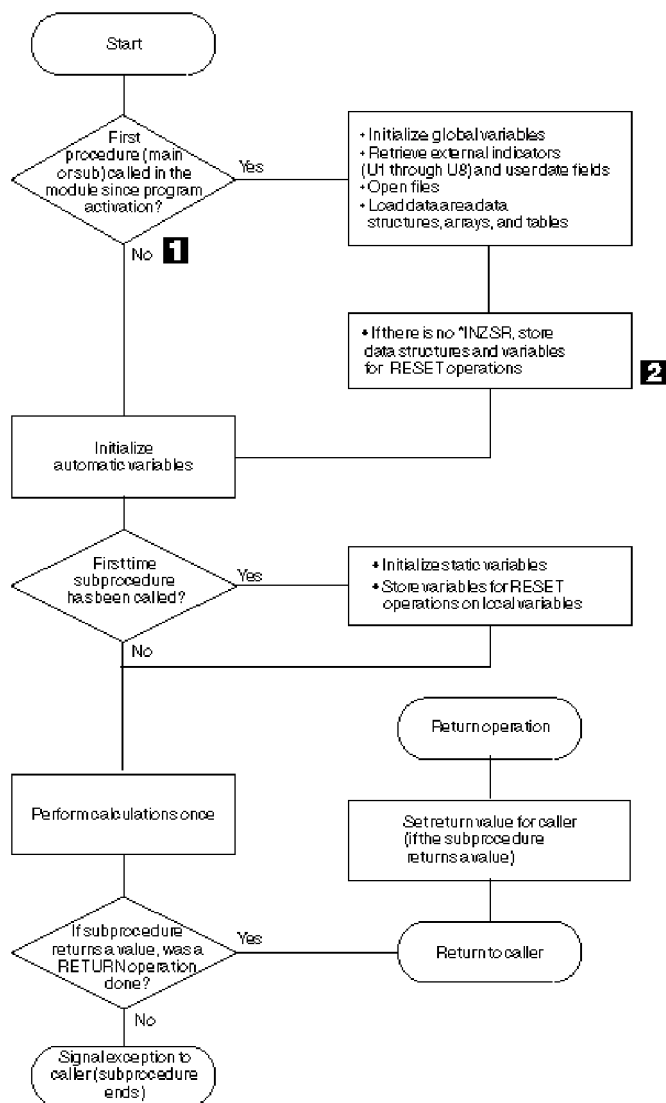 Start
First
procedure (main
or sub) called in the
module since program
activation?
Yes
• Initialize global variables
• Retrieve external indicators
(U1 through U8) and user date fields
• Open files
• Load data area data
structures, arrays, and tables
No 1
• If there is no *INZSR, store
data structures and variables
for RESET operations
2
Initialize
automatic variables
First time
subprocedure
has been called?
Yes
• Initialize static variables
• Store variables for RESET
operations on local variables
No
Return operation
Perform calculations once
Set return value for caller
(if the subprocedure
returns a value)
If subprocedure
returns a value, was a
RETURN operation
done?
Yes
Return to caller
No
Signal exception to
caller (subprocedure
ends)